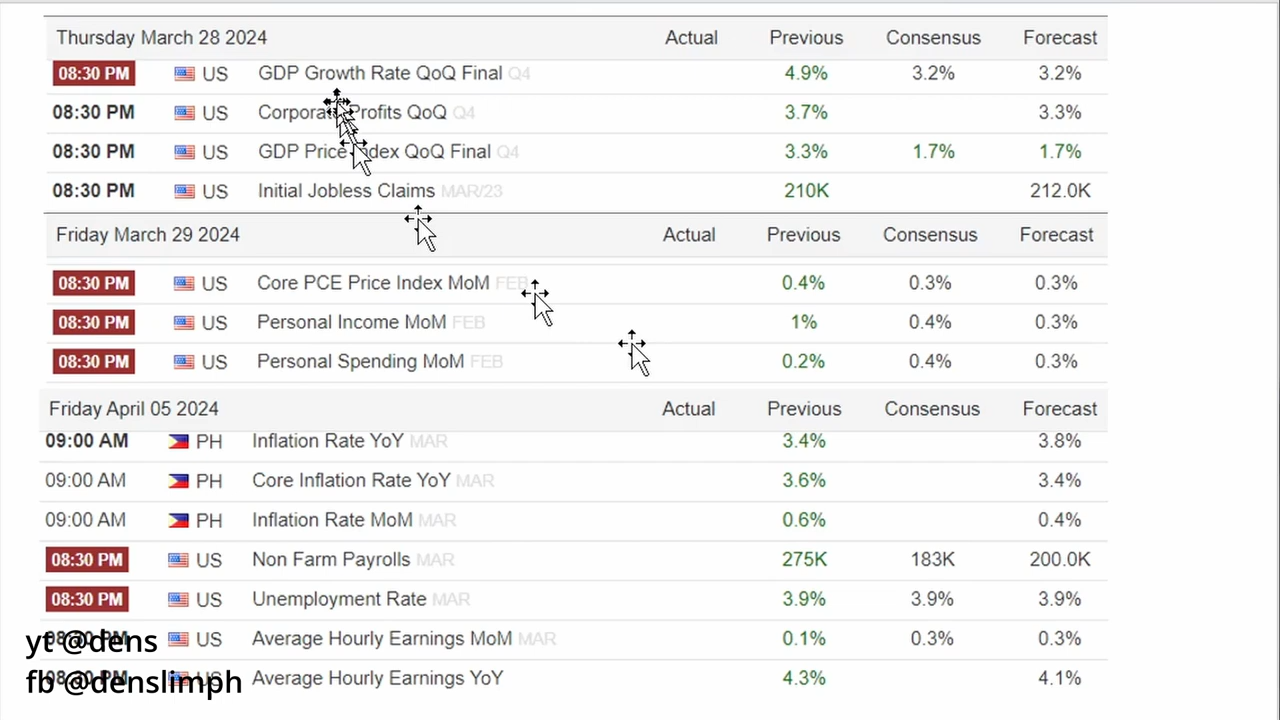 Thursday March 28 2024 Actual Previous Consensus Forecast
08:30 PM US GDP Growth Rate QoQ Final Q4 4.9% 3.2% 3.2%
08:30 PM US Corporate Profits QoQ Q4 3.7% 3.3%
08:30 PM US GDP Price Index QoQ Final Q4 3.3% 1.7% 1.7%
08:30 PM US Initial Jobless Claims MAR/23 210K 212.0K
Friday March 29 2024 Actual Previous Consensus Forecast
08:30 PM US Core PCE Price Index MoM FEB 0.4% 0.3% 0.3%
08:30 PM US Personal Income MoM FEB 1% 0.4% 0.3%
08:30 PM US Personal Spending MoM FEB 0.2% 0.4% 0.3%
Friday April 05 2024 Actual Previous Consensus Forecast
09:00 AM PH Inflation Rate YoY MAR 3.4% 3.8%
09:00 AM PH Core Inflation Rate YoY MAR 3.6% 3.4%
09:00 AM PH Inflation Rate MoM MAR 0.6% 0.4%
08:30 PM US Non Farm Payrolls MAR 275K 183K 200.0K
08:30 PM US Unemployment Rate MAR 3.9% 3.9% 3.9%
08:30 PM US Average Hourly Earnings MoM MAR 0.1% 0.3% 0.3%
08:30 PM US Average Hourly Earnings YoY 4.3% 4.1%
yt @dens
fb @denslimph